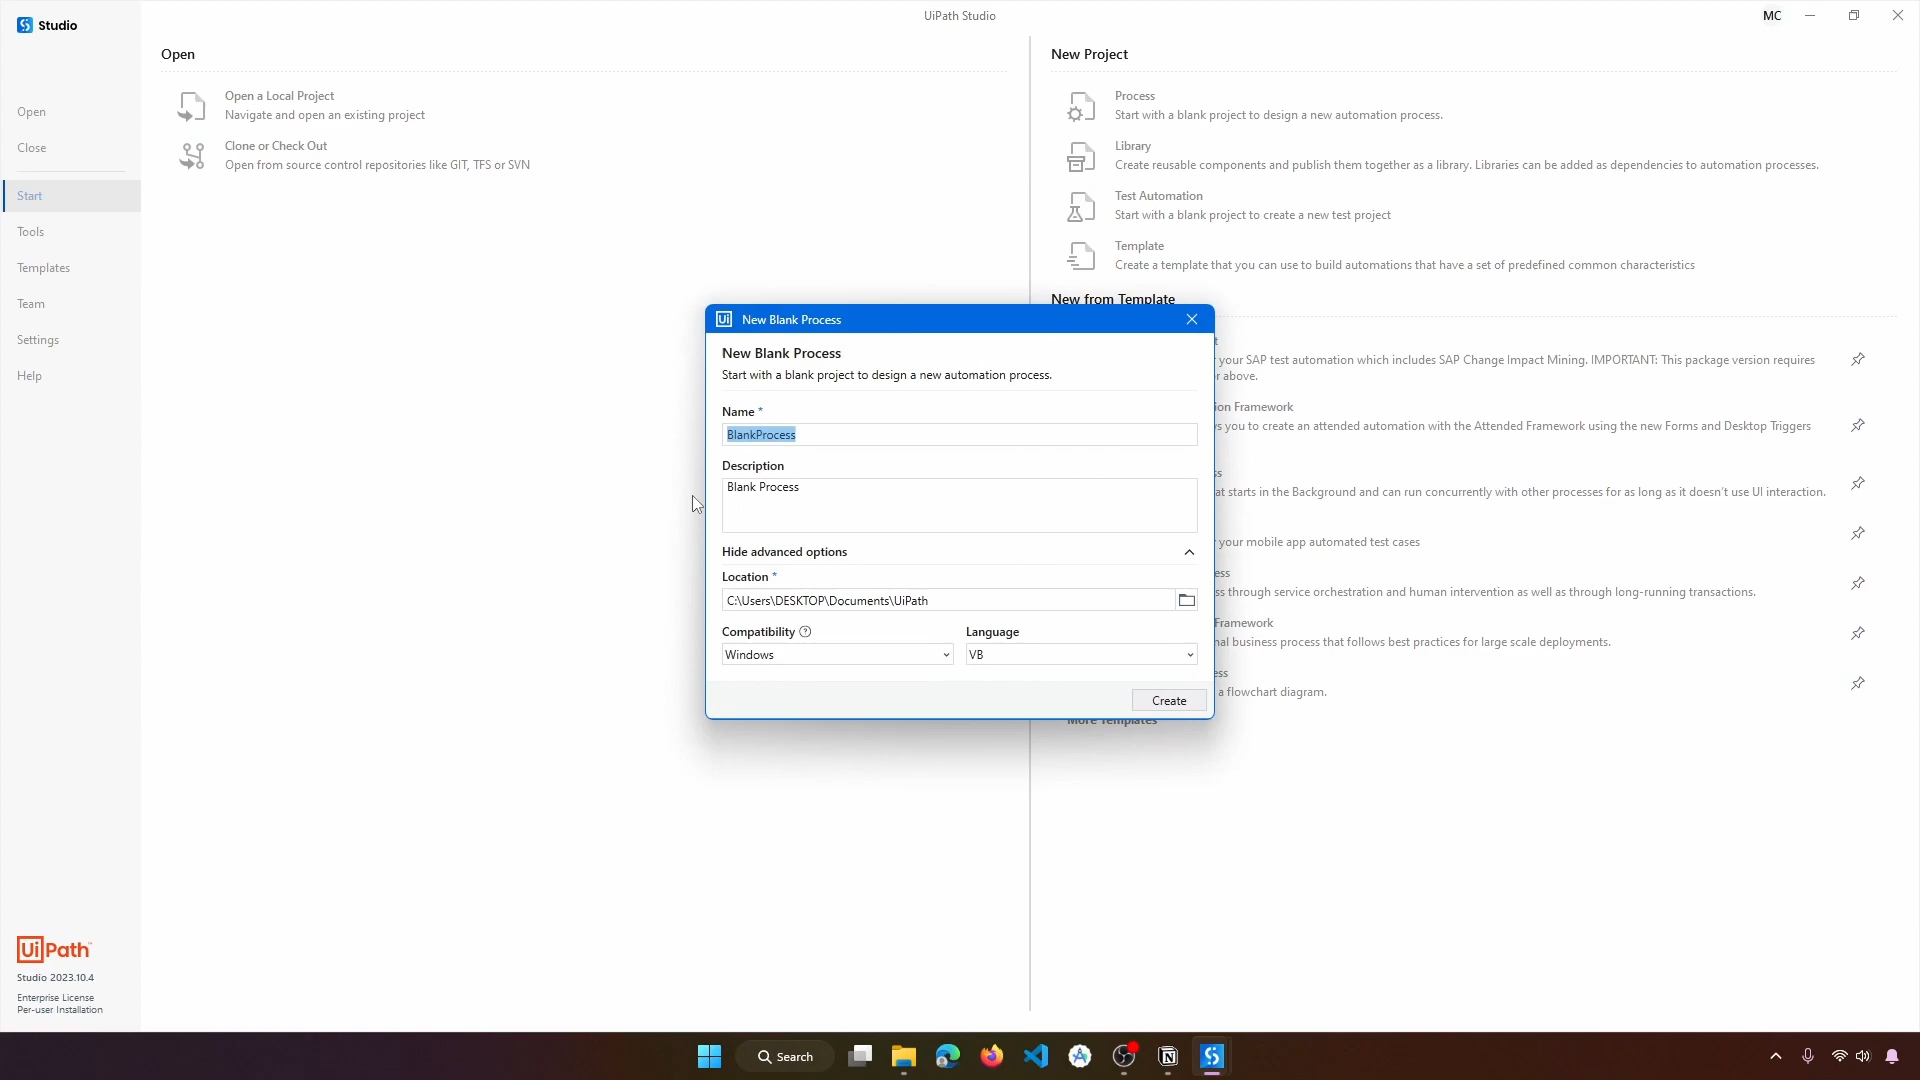 Studio
UiPath Studio
MC
Open
Close
Start
Tools
Templates
Team
Settings
Help
Open
Open a Local Project
Navigate and open an existing project
Clone or Check Out
Open from source control repositories like GIT, TFS or SVN
New Project
Process
Start with a blank project to design a new automation process.
Library
Create reusable components and publish them together as a library. Libraries can be added as dependencies to automation processes.
Test Automation
Start with a blank project to create a new test project
Template
Create a template that you can use to build automations that have a set of predefined common characteristics
New from Template
your SAP test automation which includes SAP Change Impact Mining. IMPORTANT: This package version requires
above.
Framework
you to create an attended automation with the Attended Framework using the new Forms and Desktop Triggers
starts in the Background and can run concurrently with other processes for as long as it doesn't use UI interaction.
your mobile app automated test cases
through service orchestration and human intervention as well as through long-running transactions.
Framework
business process that follows best practices for large scale deployments.
a flowchart diagram.
More Templates
Ui New Blank Process
New Blank Process
Start with a blank project to design a new automation process.
Name *
BlankProcess
Description
Blank Process
Hide advanced options
Location *
C:\Users\DESKTOP\Documents\UiPath
Compatibility ?
Language
Windows
VB
Create
UiPath
Studio 2023.10.4
Enterprise License
Per-user Installation
Search